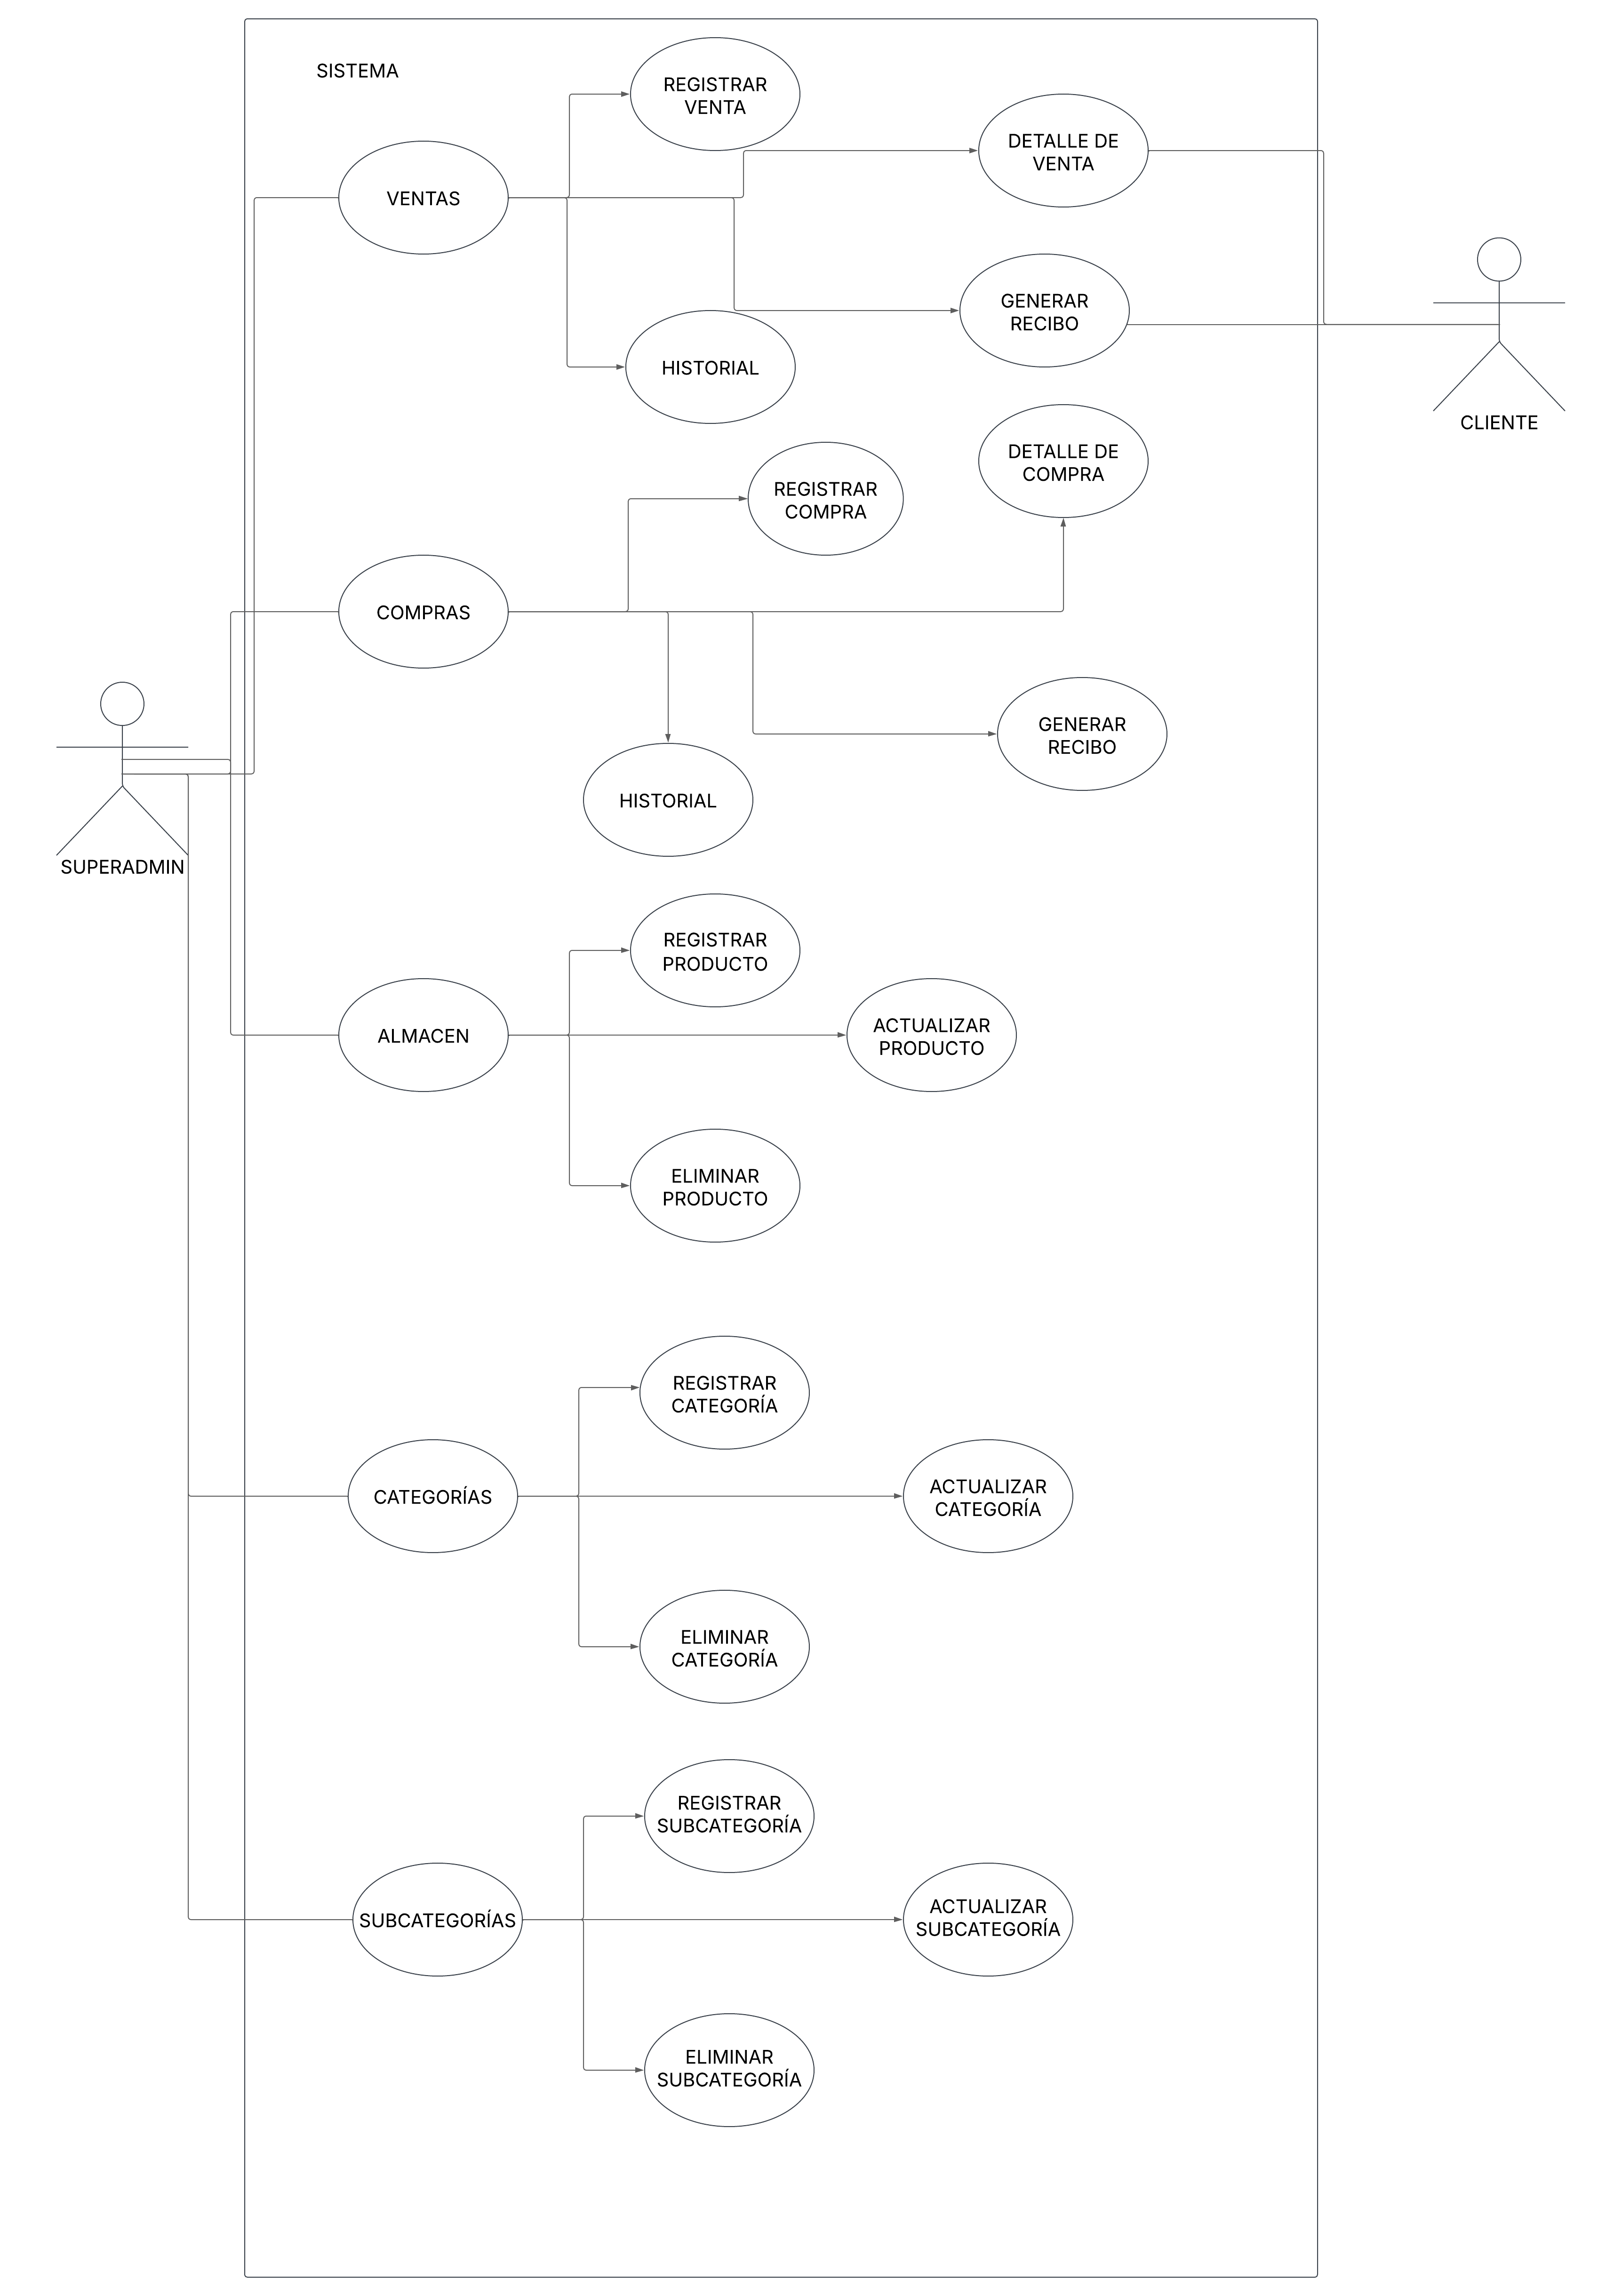 SISTEMA
REGISTRAR
VENTA
DETALLE DE
VENTA
VENTAS
GENERAR
RECIBO
HISTORIAL
CLIENTE
DETALLE DE
COMPRA
REGISTRAR
COMPRA
COMPRAS
GENERAR
RECIBO
HISTORIAL
SUPERADMIN
REGISTRAR
PRODUCTO
ALMACEN
ACTUALIZAR
PRODUCTO
ELIMINAR
PRODUCTO
REGISTRAR
CATEGORÍA
CATEGORÍAS
ACTUALIZAR
CATEGORÍA
ELIMINAR
CATEGORÍA
REGISTRAR
SUBCATEGORÍA
SUBCATEGORÍAS
ACTUALIZAR
SUBCATEGORÍA
ELIMINAR
SUBCATEGORÍA